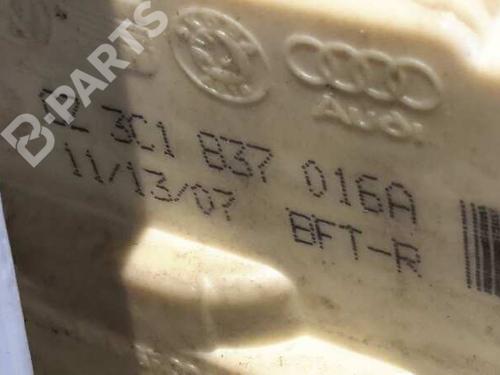 B-PARTS
Audi
3C1 837 016A
11/13/07 BFT-R